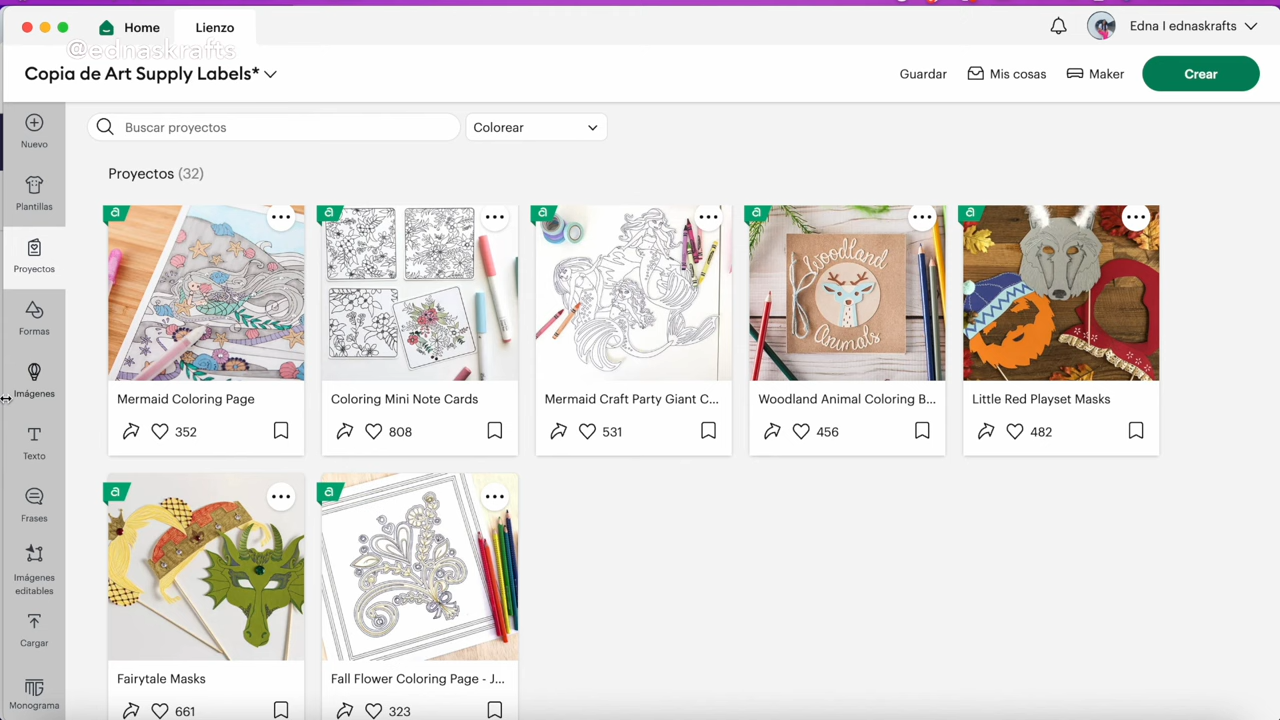 Home
Lienzo
Edna I ednaskrafts
@ednaskrafts
Copia de Art Supply Labels*
Guardar
Mis cosas
Maker
Crear
Nuevo
Plantillas
Proyectos
Formas
Imágenes
Texto
Frases
Imágenes
editables
Cargar
Monograma
Buscar proyectos
Colorear
Proyectos (32)
a
a
a
a
a
Woodland
Animals
Mermaid Coloring Page
Coloring Mini Note Cards
Mermaid Craft Party Giant C...
Woodland Animal Coloring B...
Little Red Playset Masks
352
808
531
456
482
a
a
Fairytale Masks
Fall Flower Coloring Page - J...
661
323